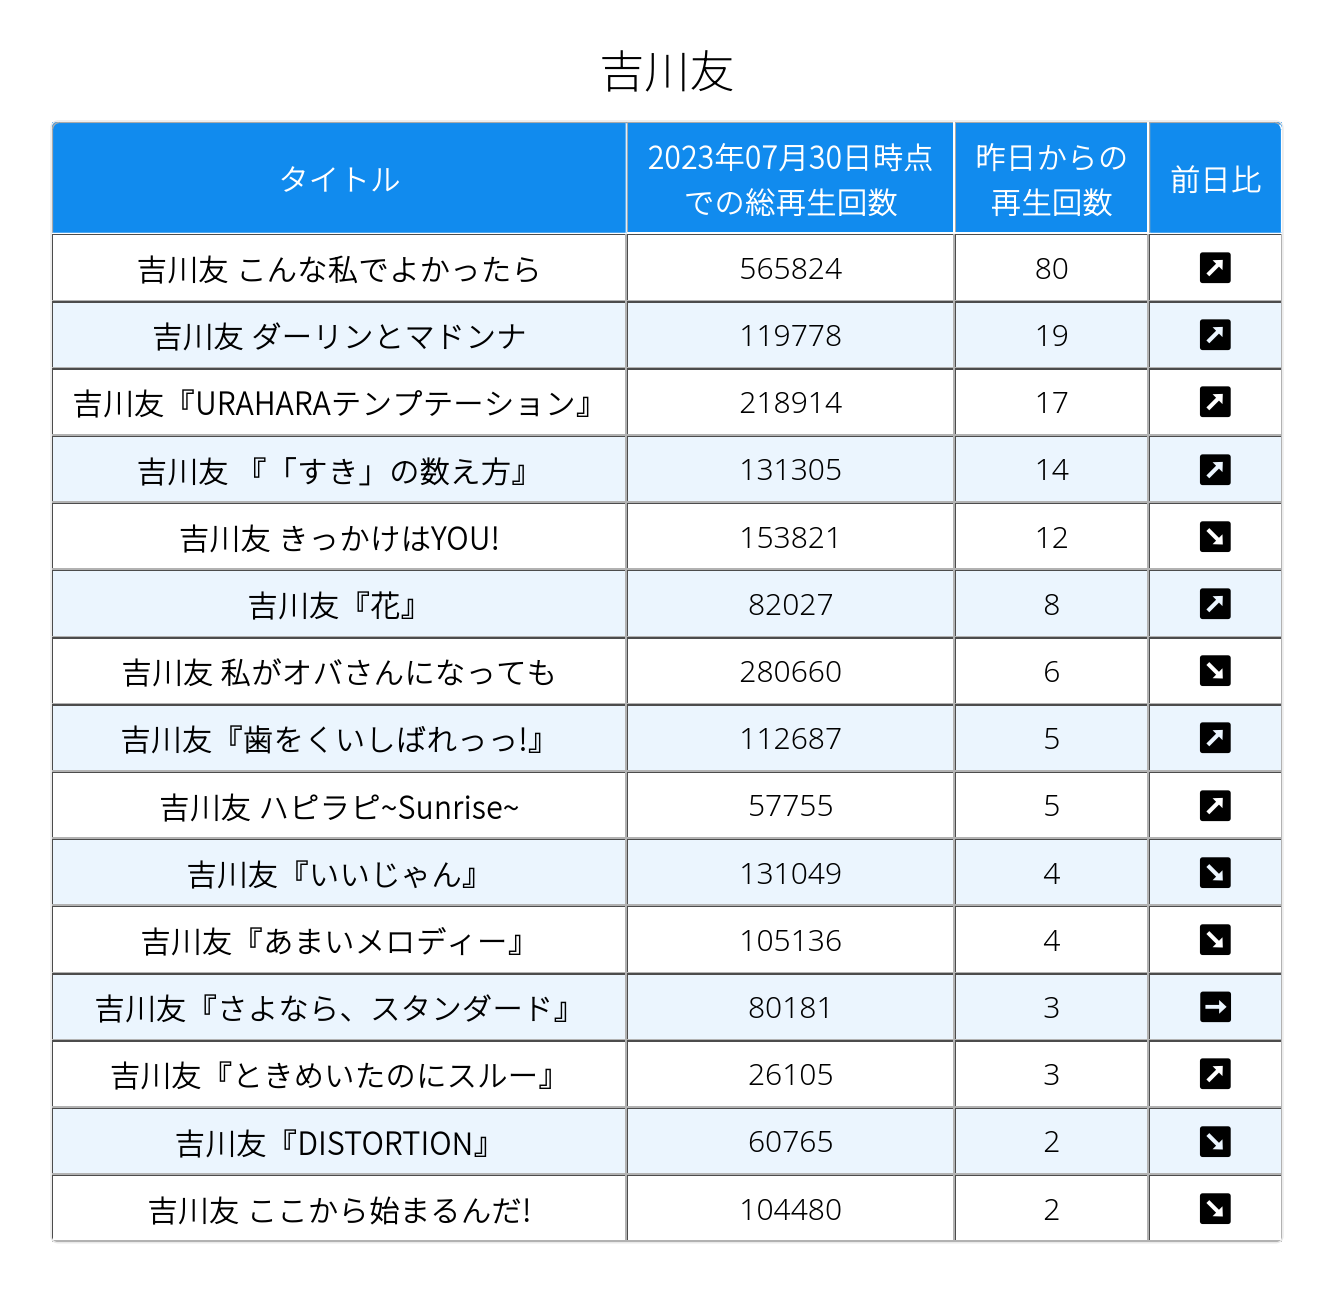 吉川友
タイトル 2023年07月30日時点での総再生回数 昨日からの再生回数 前日比
吉川友 こんな私でよかったら 565824 80 ↗
吉川友 ダーリンとマドンナ 119778 19 ↗
吉川友『URAHARAテンプテーション』 218914 17 ↗
吉川友 『「すき」の数え方』 131305 14 ↗
吉川友 きっかけはYOU! 153821 12 ↘
吉川友『花』 82027 8 ↗
吉川友 私がオバさんになっても 280660 6 ↘
吉川友『歯をくいしばれっっ!』 112687 5 ↗
吉川友 ハピラピ~Sunrise~ 57755 5 ↗
吉川友『いいじゃん』 131049 4 ↘
吉川友『あまいメロディー』 105136 4 ↘
吉川友『さよなら、スタンダード』 80181 3 →
吉川友『ときめいたのにスルー』 26105 3 ↗
吉川友『DISTORTION』 60765 2 ↘
吉川友 ここから始まるんだ! 104480 2 ↘